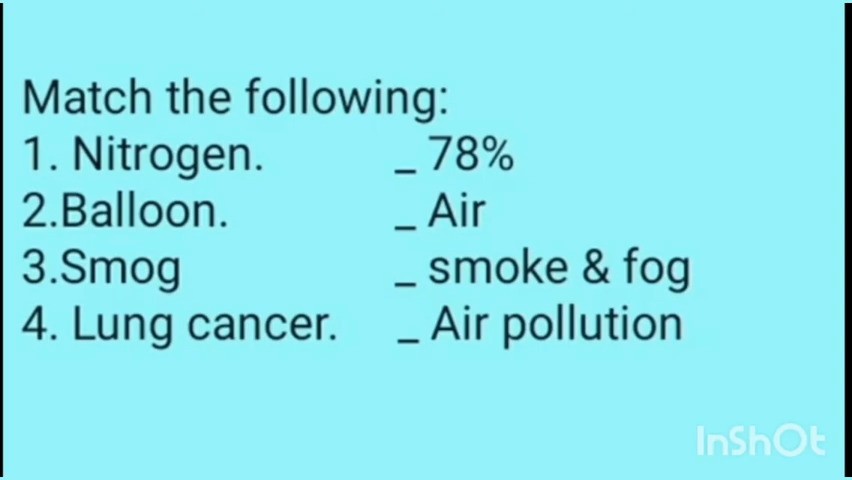 Match the following:
1. Nitrogen. _ 78%
2.Balloon. _ Air
3.Smog _ smoke & fog
4. Lung cancer. _ Air pollution
InShOt